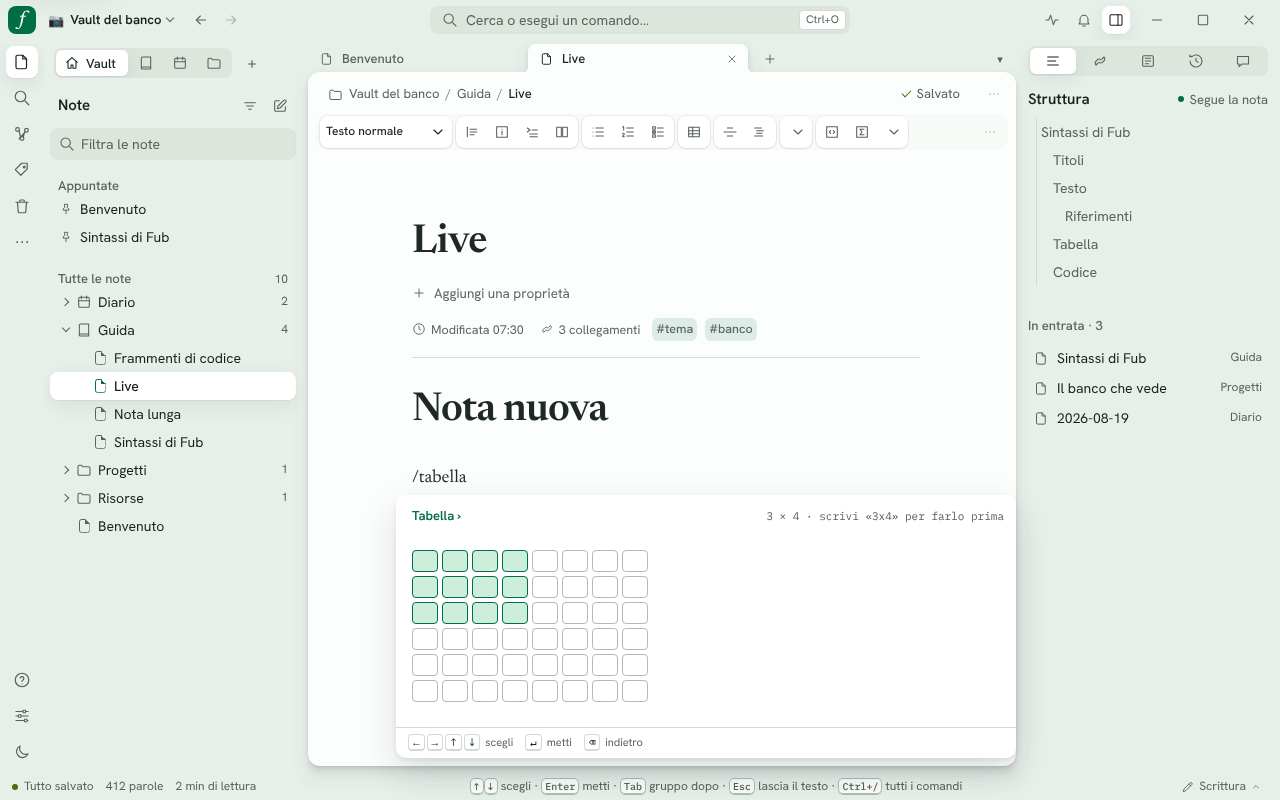 Vault del banco
Cerca o esegui un comando…
Ctrl+O
Vault
Benvenuto
Live
Note
Filtra le note
Appuntate
Benvenuto
Sintassi di Fub
Tutte le note 10
Diario 2
Guida 4
Frammenti di codice
Live
Nota lunga
Sintassi di Fub
Progetti 1
Risorse 1
Benvenuto
Vault del banco / Guida / Live
Salvato
Testo normale
Live
Aggiungi una proprietà
Modificata 07:30 3 collegamenti #tema #banco
Nota nuova
/tabella
Tabella ›
3 × 4 · scrivi «3x4» per farlo prima
← → ↑ ↓ scegli ↵ metti ⌫ indietro
Struttura
Segue la nota
Sintassi di Fub
Titoli
Testo
Riferimenti
Tabella
Codice
In entrata · 3
Sintassi di Fub Guida
Il banco che vede Progetti
2026-08-19 Diario
Tutto salvato 412 parole 2 min di lettura
↑ ↓ scegli · Enter metti · Tab gruppo dopo · Esc lascia il testo · Ctrl+/ tutti i comandi
Scrittura